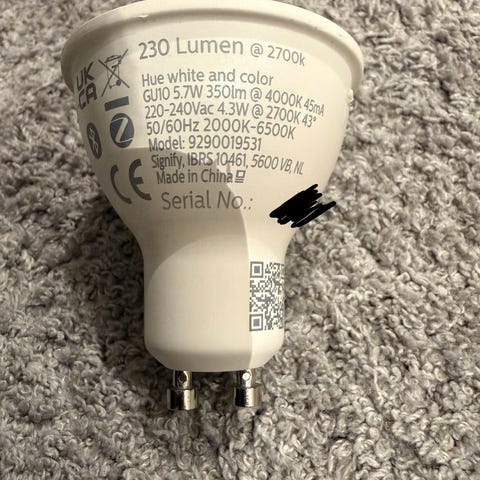 230 Lumen @ 2700k
UK
CA
Hue white and color
GU10 5.7W 350lm @ 4000K 45mA
220-240Vac 4.3W @ 2700K 43°
50/60Hz 2000K-6500K
Model: 9290019531
Signify, IBRS 10461, 5600 VB, NL
Made in China
CE
Serial No.: